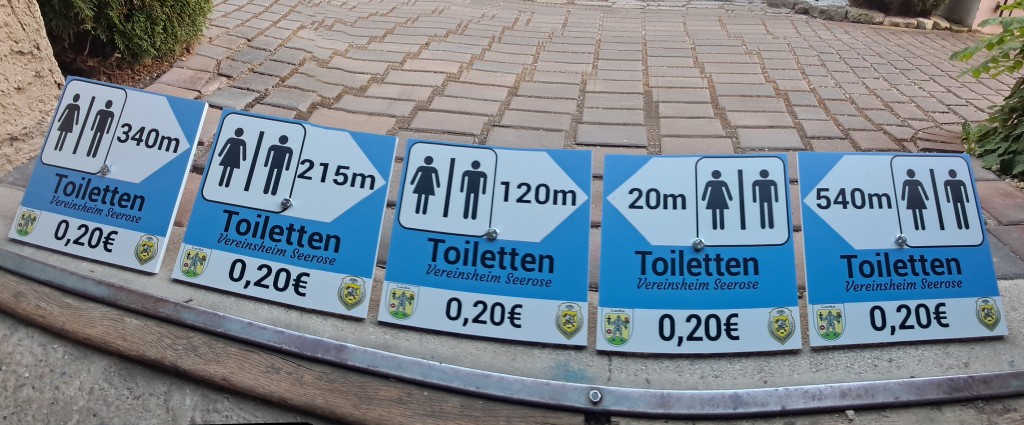 340m
Toiletten
Vereinsheim Seerose
0,20€
215m
Toiletten
Vereinsheim Seerose
0,20€
120m
Toiletten
Vereinsheim Seerose
0,20€
20m
Toiletten
Vereinsheim Seerose
0,20€
540m
Toiletten
Vereinsheim Seerose
0,20€